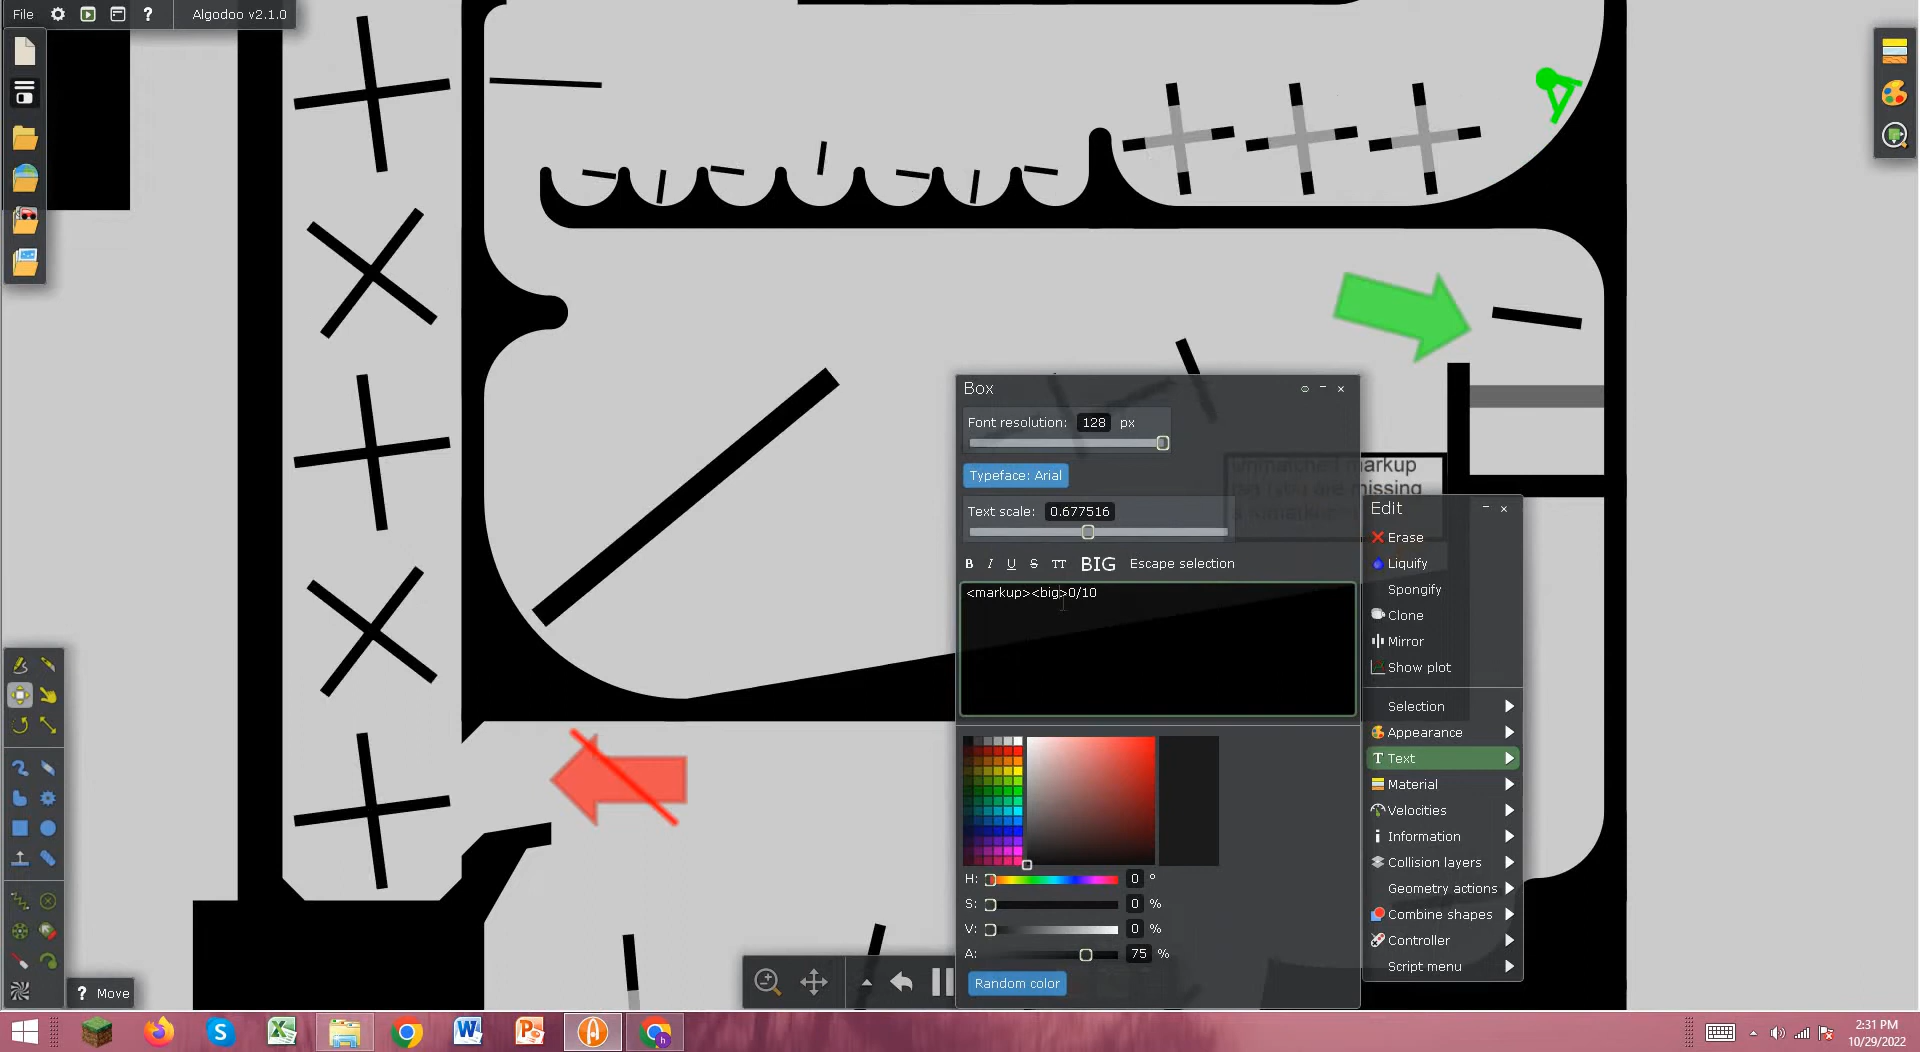 File
?
Algodoo v2.1.0
Box
Font resolution: 128 px
Typeface: Arial
Text scale: 0.677516
B I U S TT BIG Escape selection
<markup><big>0/10
markup
are missing
H: 0 °
S: 0 %
V: 0 %
A: 75 %
Random color
Edit
Erase
Liquify
Spongify
Clone
Mirror
Show plot
Selection
Appearance
T Text
Material
Velocities
Information
Collision layers
Geometry actions
Combine shapes
Controller
Script menu
? Move
2:31 PM
10/29/2022